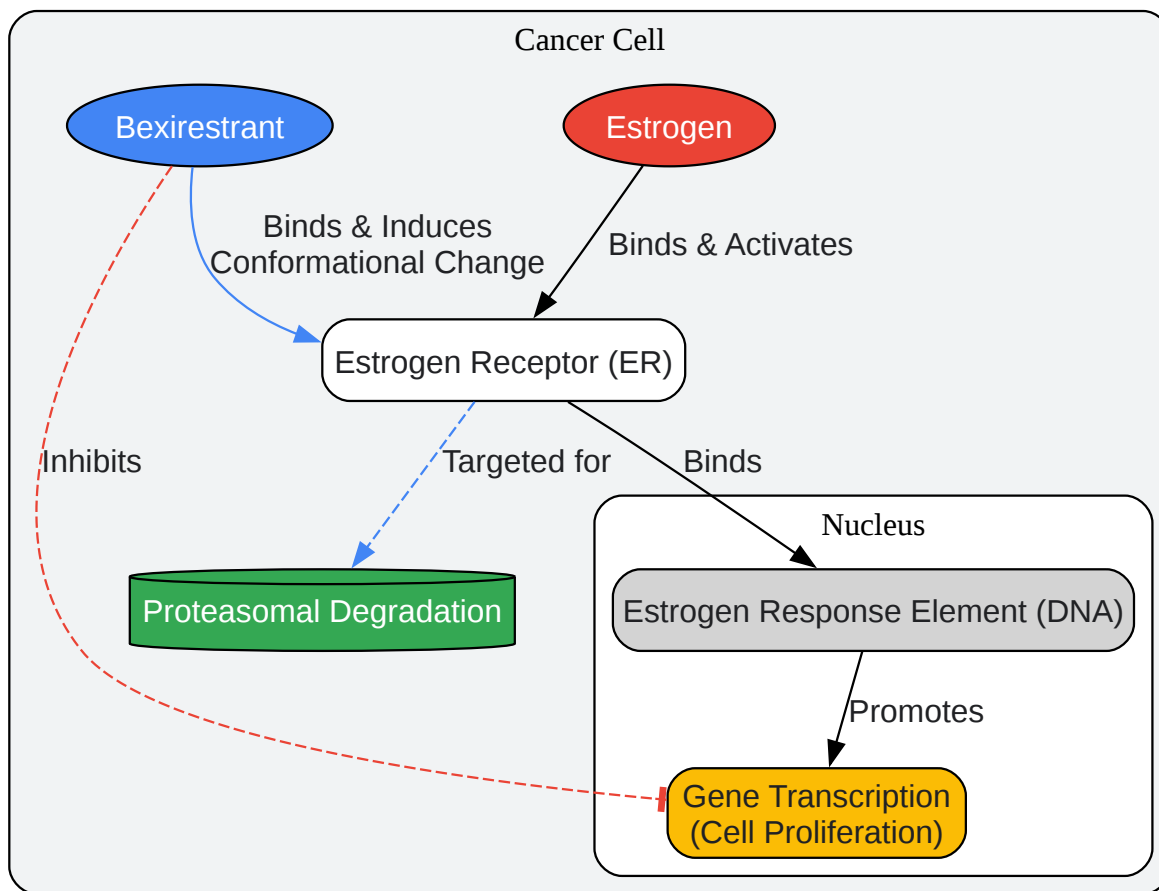 Cancer Cell
Bexirestrant
Estrogen
Binds & Induces
Conformational Change
Binds & Activates
Estrogen Receptor (ER)
Inhibits
Targeted for
Binds
Nucleus
Proteasomal Degradation
Estrogen Response Element (DNA)
Promotes
Gene Transcription
(Cell Proliferation)